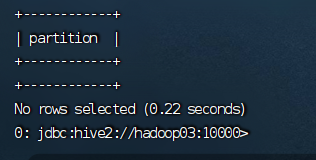 +------------+
| partition  |
+------------+
+------------+
No rows selected (0.22 seconds)
0: jdbc:hive2://hadoop03:10000>